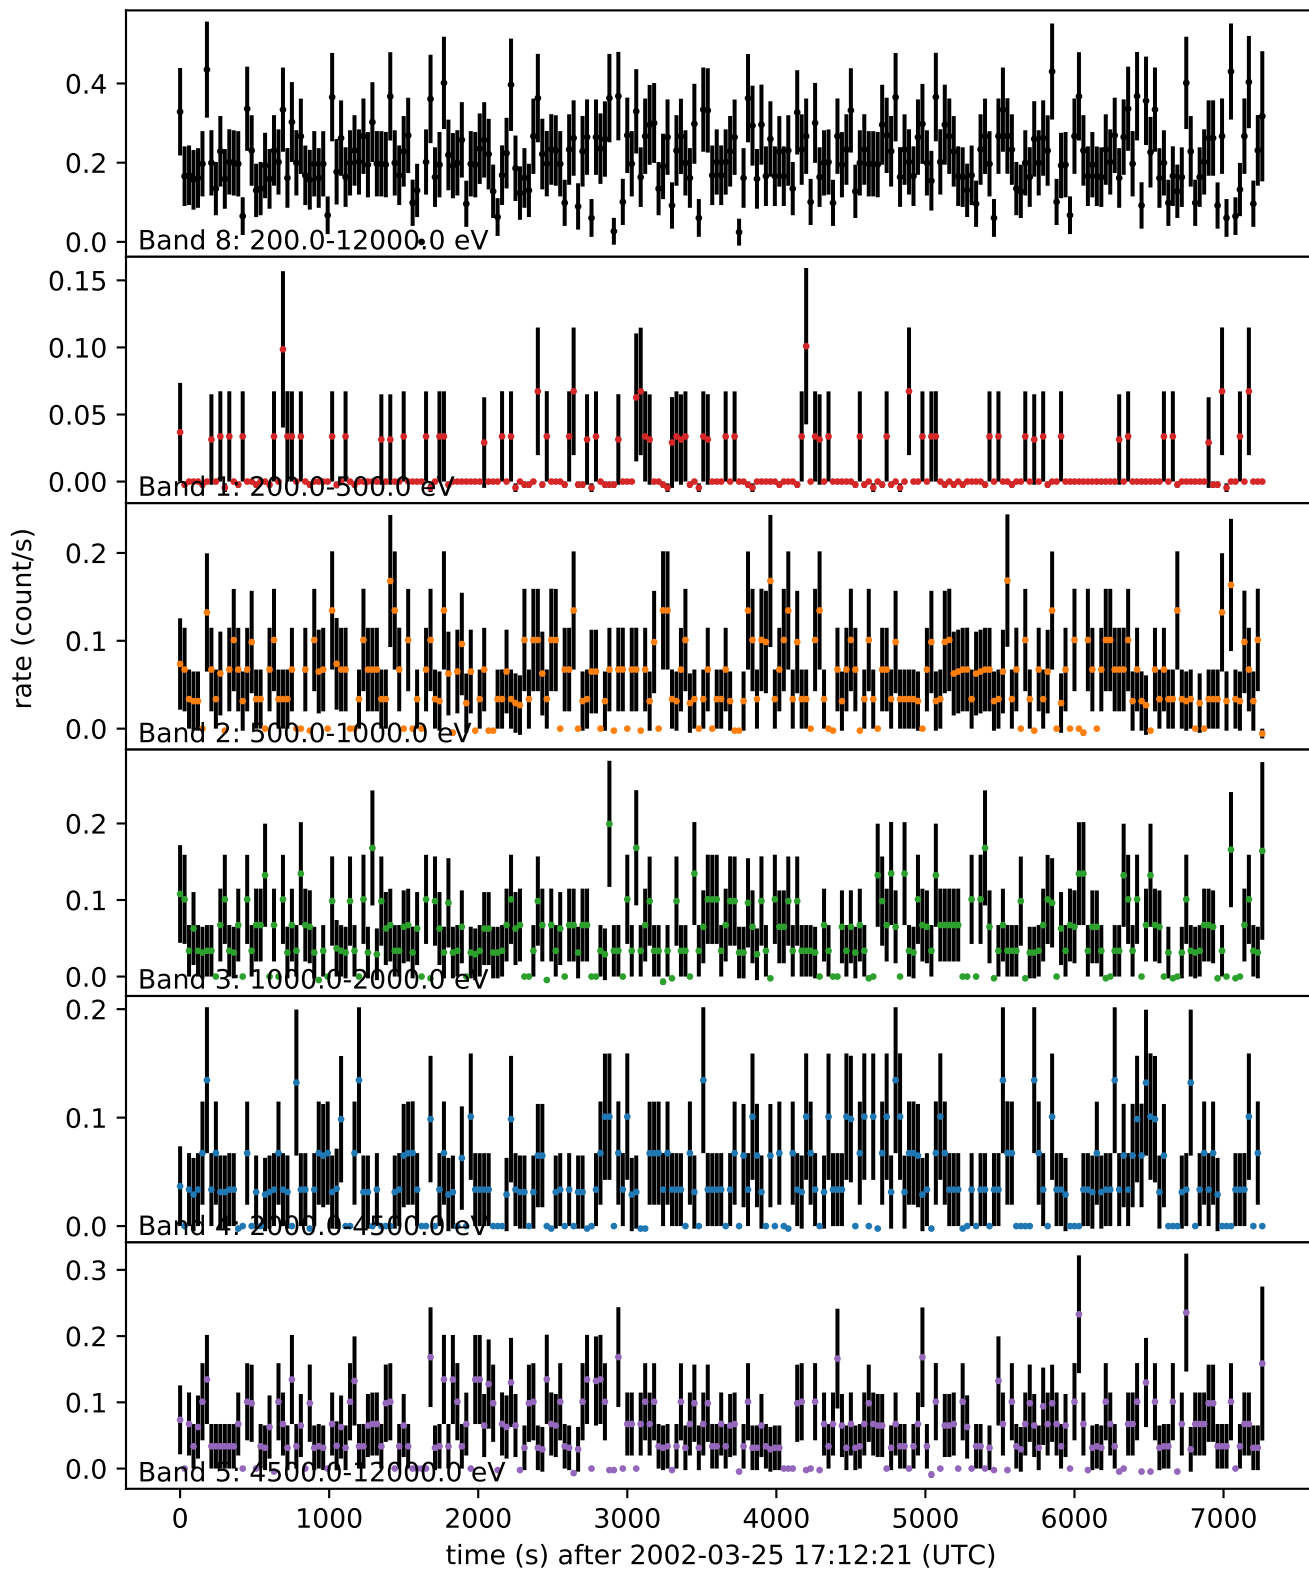 0.4
0.2
0.0
Band 8: 200.0-12000.0 eV
0.15
0.10
0.05
0.00
Band 1: 200.0-500.0 eV
rate (count/s)
0.2
0.1
0.0
Band 2: 500.0-1000.0 eV
0.2
0.1
0.0
Band 3: 1000.0-2000.0 eV
0.2
0.1
0.0
Band 4: 2000.0-4500.0 eV
0.3
0.2
0.1
0.0
Band 5: 4500.0-12000.0 eV
0 1000 2000 3000 4000 5000 6000 7000
time (s) after 2002-03-25 17:12:21 (UTC)